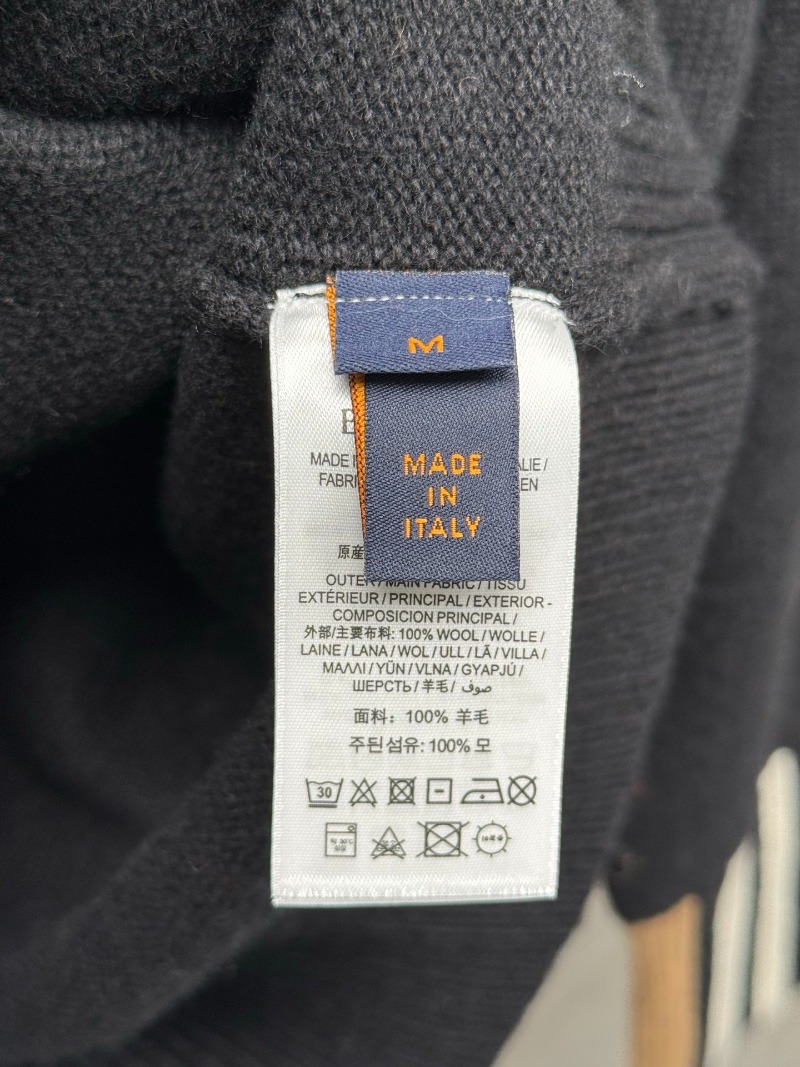 M
MADE
IN
ITALY
MADE
FABRI
EN
原産
OUTER / MAIN FABRIC / TISSU
EXTÉRIEUR / PRINCIPAL / EXTERIOR -
COMPOSICION PRINCIPAL /
外部/主要布料: 100% WOOL / WOLLE /
LAINE / LANA / WOL / ULL / LÃ / VILLA /
ΜΑΛΛΙ / YÜN / VLNA / GYAPJÚ /
ШЕРСТЬ / 羊毛 / صوف
面料：100% 羊毛
주된섬유: 100% 모
30